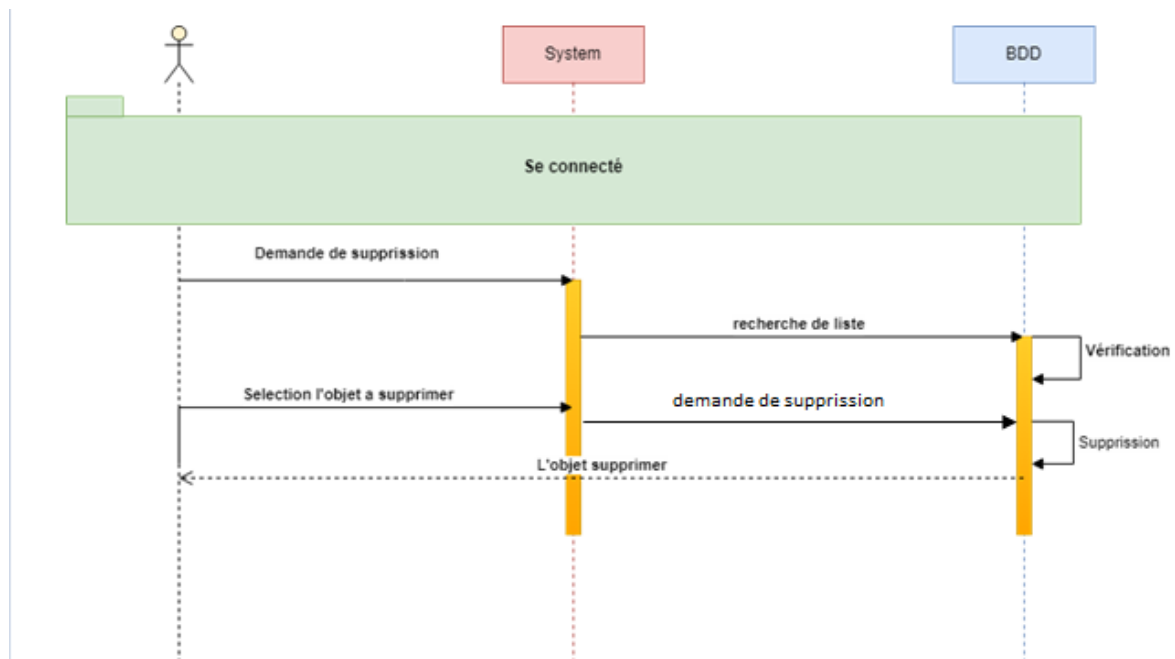 System
BDD
Se connecté
Demande de supprission
recherche de liste
Vérification
Selection l'objet a supprimer
demande de supprission
Supprission
L'objet supprimer